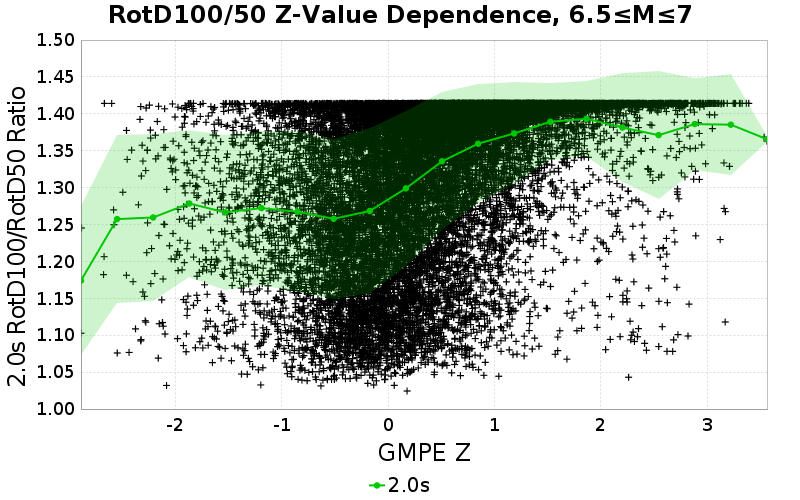 RotD100/50 Z-Value Dependence, 6.5≤M≤7
2.0s RotD100/RotD50 Ratio
1.50
1.45
1.40
1.35
1.30
1.25
1.20
1.15
1.10
1.05
1.00
-2 -1 0 1 2 3
GMPE Z
2.0s